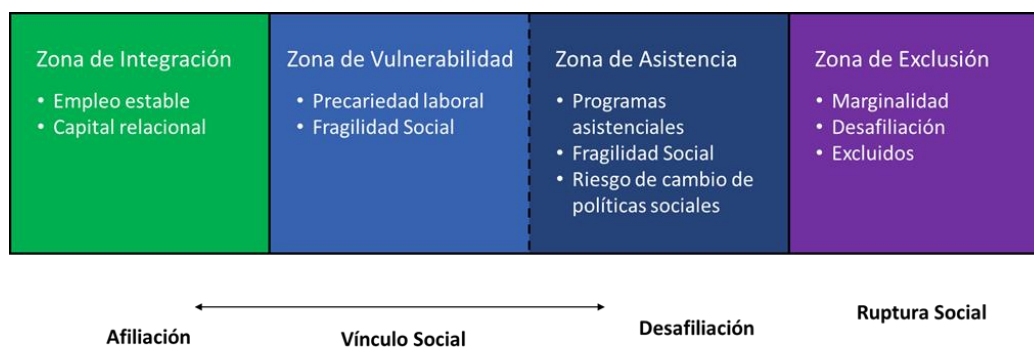 Zona de Integración
• Empleo estable
• Capital relacional
Zona de Vulnerabilidad
• Precariedad laboral
• Fragilidad Social
Zona de Asistencia
• Programas
asistenciales
• Fragilidad Social
• Riesgo de cambio de
políticas sociales
Zona de Exclusión
• Marginalidad
• Desafiliación
• Excluidos
Afiliación
Vínculo Social
Desafiliación
Ruptura Social